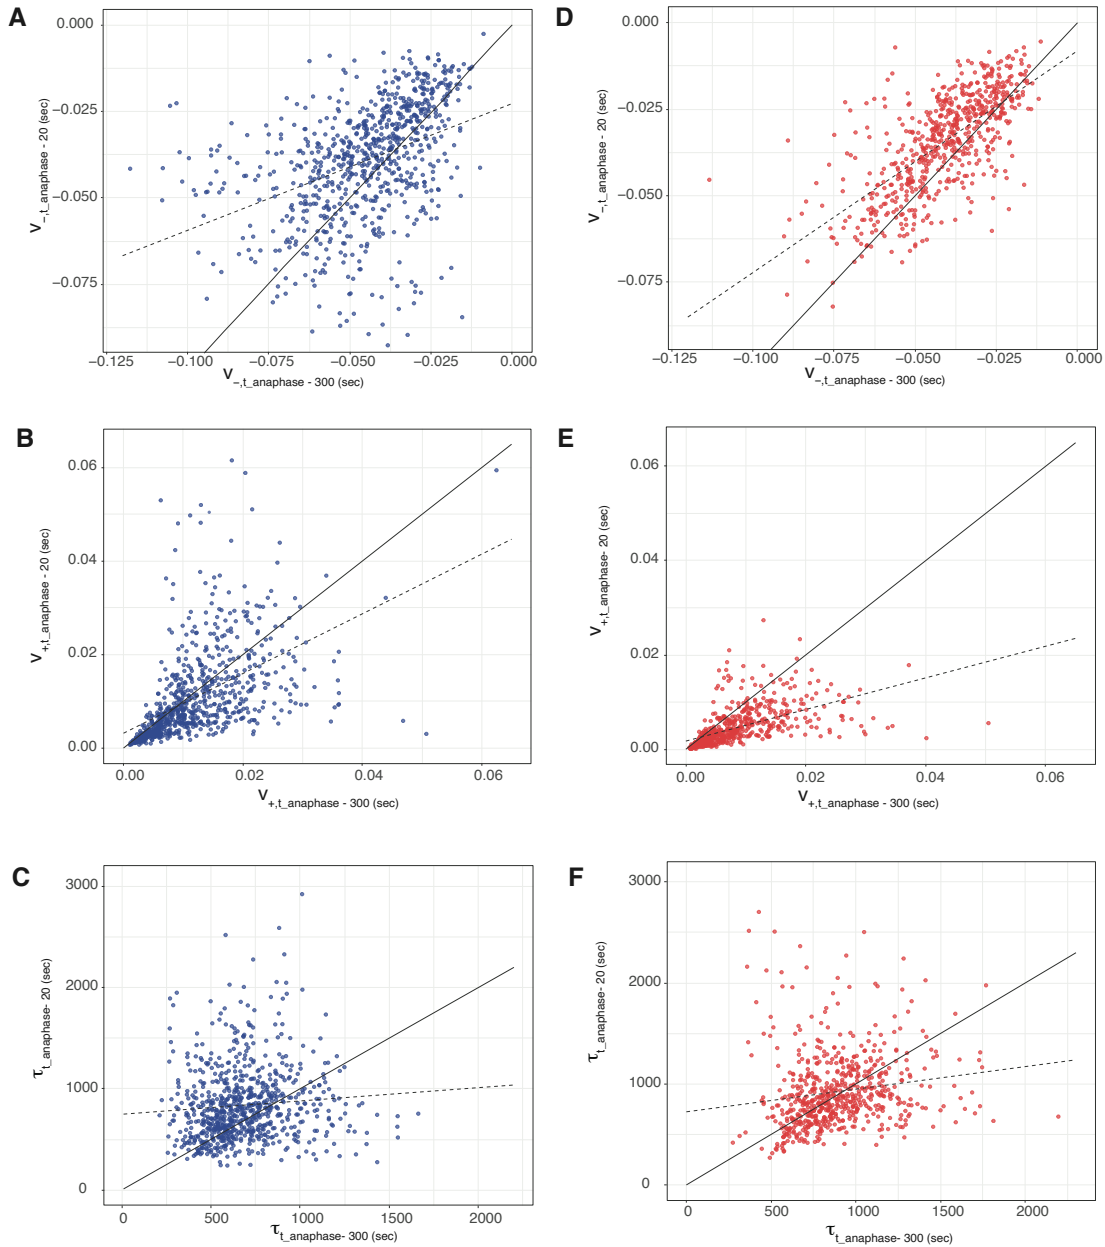 A
0.000
−0.025
−0.050
−0.075
V−,t_anaphase - 20 (sec)
−0.125 −0.100 −0.075 −0.050 −0.025 0.000
V−,t_anaphase - 300 (sec)
D
0.000
−0.025
−0.050
−0.075
V−,t_anaphase - 20 (sec)
−0.125 −0.100 −0.075 −0.050 −0.025 0.000
V−,t_anaphase - 300 (sec)
B
0.06
0.04
0.02
0.00
V+,t_anaphase - 20 (sec)
0.00 0.02 0.04 0.06
V+,t_anaphase - 300 (sec)
E
0.06
0.04
0.02
0.00
V+,t_anaphase- 20 (sec)
0.00 0.02 0.04 0.06
V+,t_anaphase - 300 (sec)
C
3000
2000
1000
0
τt_anaphase- 20 (sec)
0 500 1000 1500 2000
τt_anaphase- 300 (sec)
F
3000
2000
1000
0
τt_anaphase- 20 (sec)
0 500 1000 1500 2000
τt_anaphase- 300 (sec)